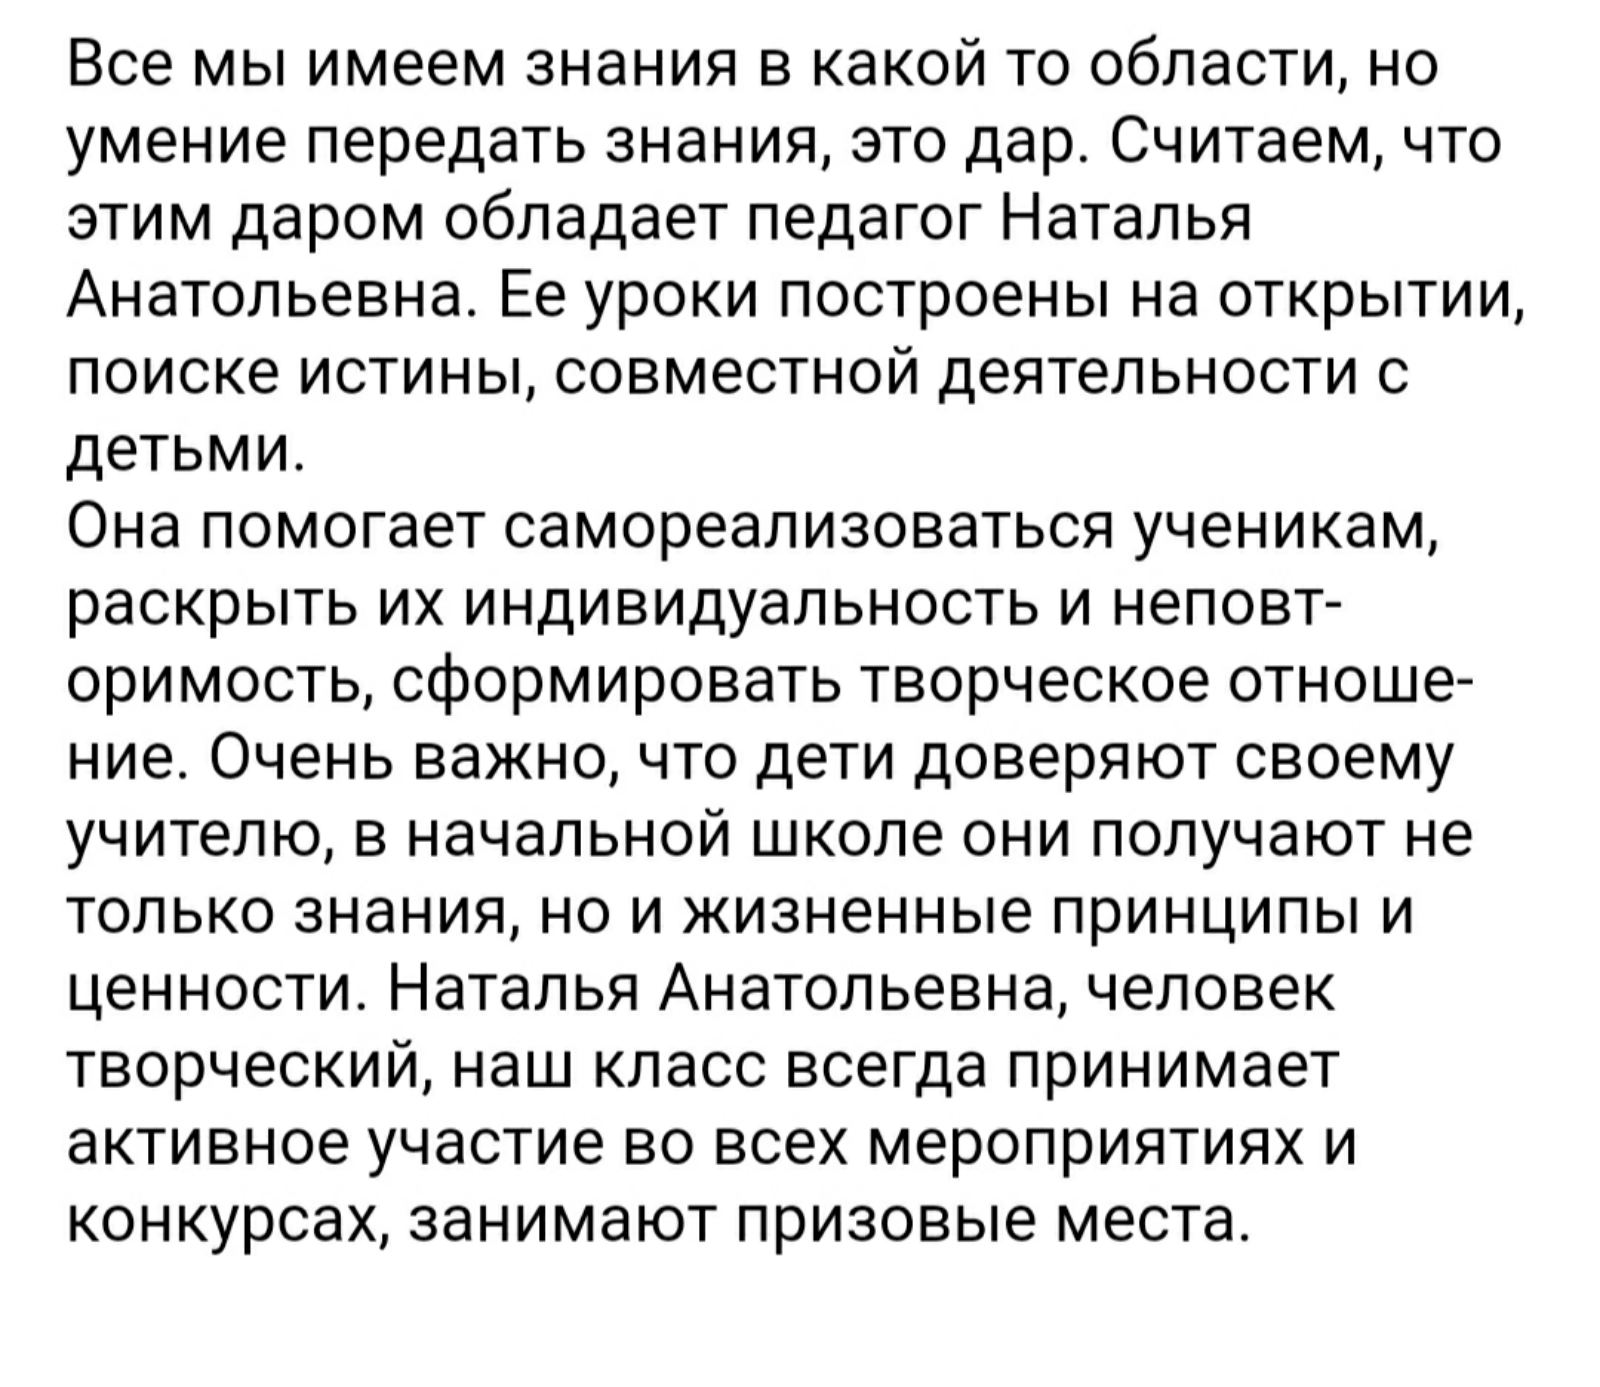 Все мы имеем знания в какой то области, но
умение передать знания, это дар. Считаем, что
этим даром обладает педагог Наталья
Анатольевна. Ее уроки построены на открытии,
поиске истины, совместной деятельности с
детьми.
Она помогает самореализоваться ученикам,
раскрыть их индивидуальность и неповт-
оримость, сформировать творческое отноше-
ние. Очень важно, что дети доверяют своему
учителю, в начальной школе они получают не
только знания, но и жизненные принципы и
ценности. Наталья Анатольевна, человек
творческий, наш класс всегда принимает
активное участие во всех мероприятиях и
конкурсах, занимают призовые места.